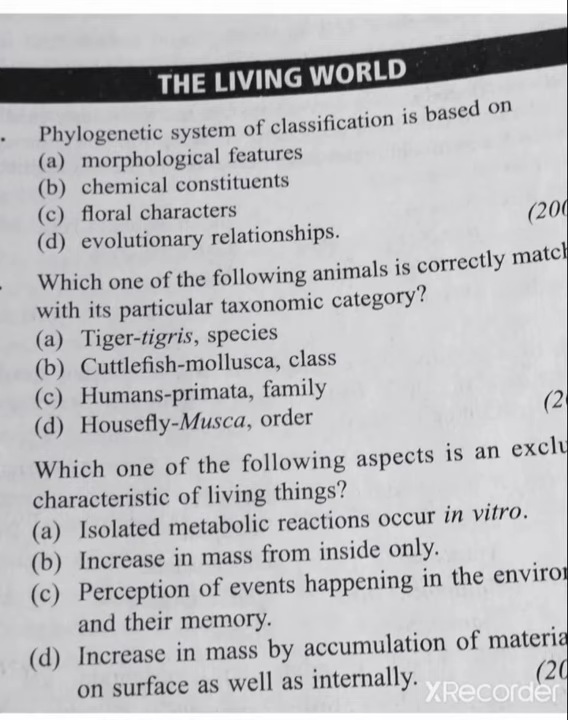 THE LIVING WORLD
Phylogenetic system of classification is based on
(a) morphological features
(b) chemical constituents
(c) floral characters
(d) evolutionary relationships.
Which one of the following animals is correctly
with its particular taxonomic category?
(a) Tiger-tigris, species
(b) Cuttlefish-mollusca, class
(c) Humans-primata, family
(d) Housefly-Musca, order
Which one of the following aspects is an
characteristic of living things?
(a) Isolated metabolic reactions occur in vitro.
(b) Increase in mass from inside only.
(c) Perception of events happening in the
and their memory.
(d) Increase in mass by accumulation of
on surface as well as internally.
XRecorder